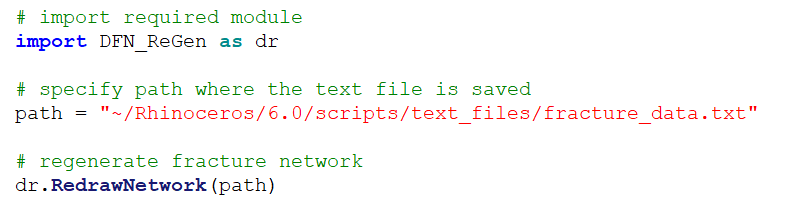 # import required module
import DFN_ReGen as dr
# specify path where the text file is saved
path = "~/Rhinoceros/6.0/scripts/text_files/fracture_data.txt"
# regenerate fracture network
dr.RedrawNetwork(path)